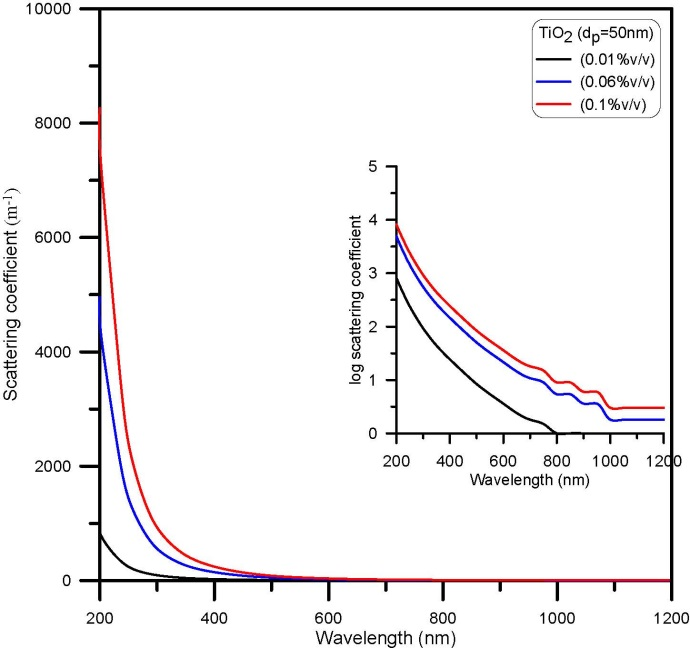 10000
8000
6000
4000
2000
0
Scattering coefficient (m⁻¹)
200 400 600 800 1000 1200
Wavelength (nm)
TiO₂ (dₚ=50nm)
(0.01%v/v)
(0.06%v/v)
(0.1%v/v)
5
4
3
2
1
0
log scattering coefficient
200 400 600 800 1000 1200
Wavelength (nm)